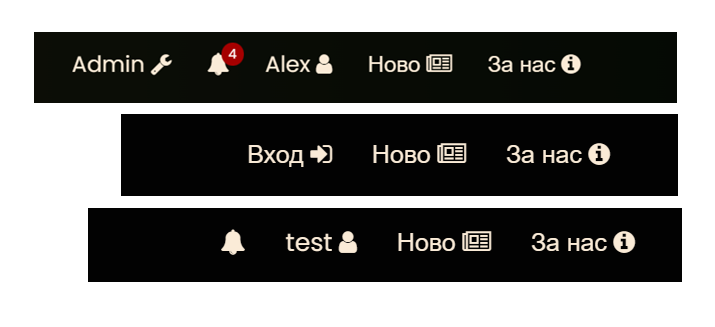 Admin 4 Alex Ново За нас
Вход Ново За нас
test Ново За нас